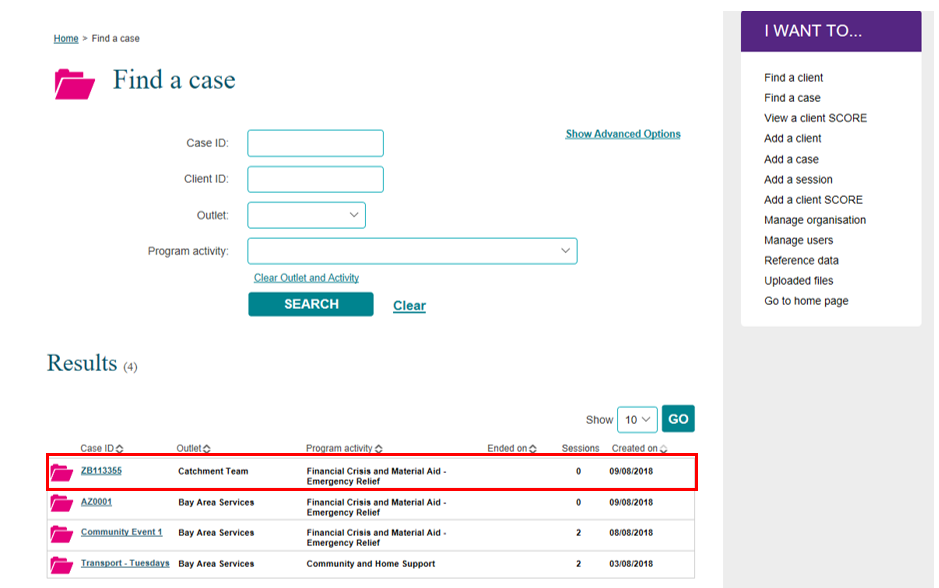 Home > Find a case
Find a case
Case ID:
Show Advanced Options
Client ID:
Outlet:
Program activity:
Clear Outlet and Activity
SEARCH Clear
Results (4)
Show 10 GO
Case ID Outlet Program activity Ended on Sessions Created on
ZB113355 Catchment Team Financial Crisis and Material Aid - 0 09/08/2018
Emergency Relief
AZ0001 Bay Area Services Financial Crisis and Material Aid - 0 09/08/2018
Emergency Relief
Community Event 1 Bay Area Services Financial Crisis and Material Aid - 2 08/08/2018
Emergency Relief
Transport - Tuesdays Bay Area Services Community and Home Support 2 03/08/2018
I WANT TO...
Find a client
Find a case
View a client SCORE
Add a client
Add a case
Add a session
Add a client SCORE
Manage organisation
Manage users
Reference data
Uploaded files
Go to home page